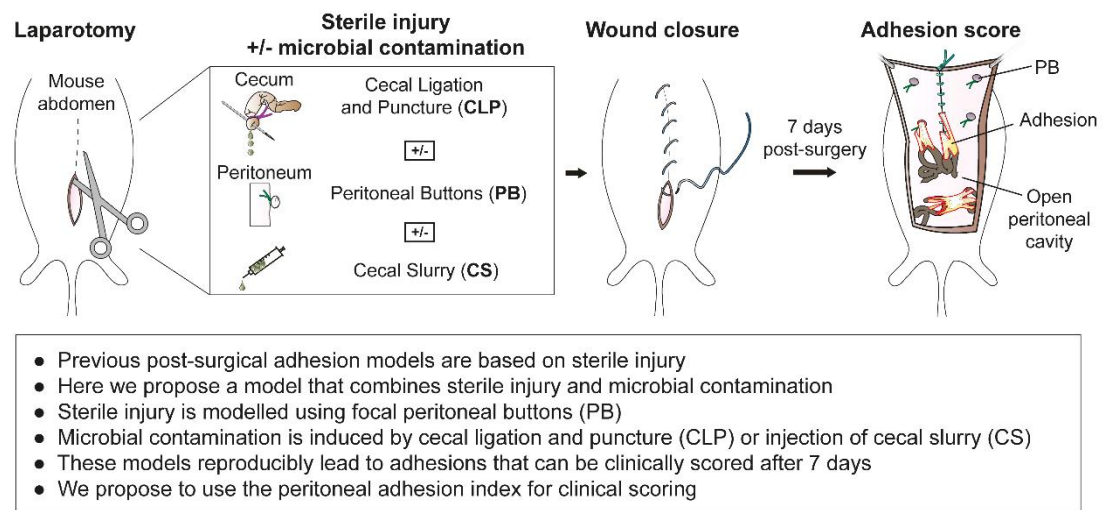 Laparotomy
Sterile injury
+/- microbial contamination
Wound closure
Adhesion score
Mouse
abdomen
Cecum
Cecal Ligation
and Puncture (CLP)
+/-
Peritoneum
Peritoneal Buttons (PB)
+/-
Cecal Slurry (CS)
7 days
post-surgery
PB
Adhesion
Open
peritoneal
cavity
● Previous post-surgical adhesion models are based on sterile injury
● Here we propose a model that combines sterile injury and microbial contamination
● Sterile injury is modelled using focal peritoneal buttons (PB)
● Microbial contamination is induced by cecal ligation and puncture (CLP) or injection of cecal slurry (CS)
● These models reproducibly lead to adhesions that can be clinically scored after 7 days
● We propose to use the peritoneal adhesion index for clinical scoring